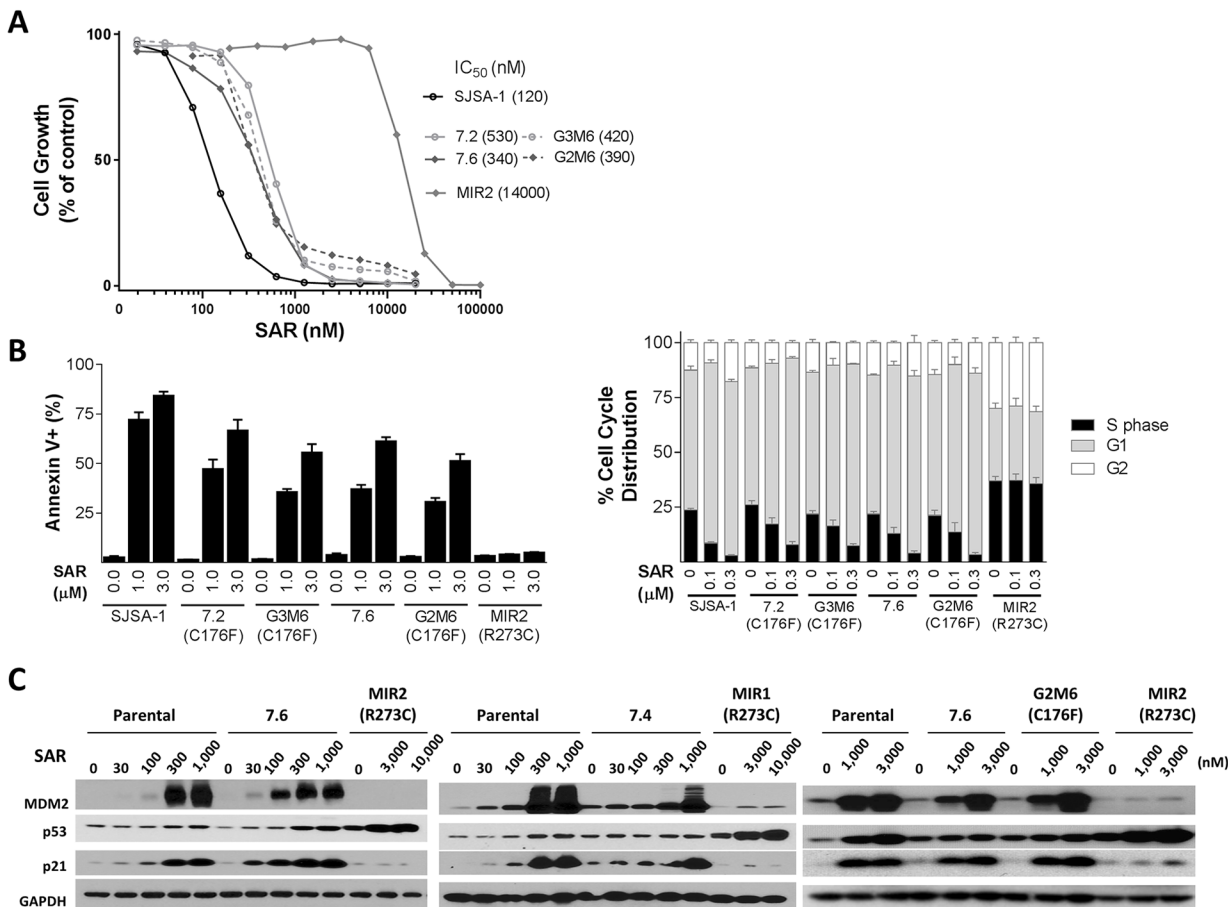 A
Cell Growth
(% of control)
100
50
0
0 100 1000 10000 100000
SAR (nM)
IC50 (nM)
SJSA-1 (120)
7.2 (530) G3M6 (420)
7.6 (340) G2M6 (390)
MIR2 (14000)
B
Annexin V+ (%)
100
75
50
25
SAR
(µM)
0.0 1.0 3.0 0.0 1.0 3.0 0.0 1.0 3.0 0.0 1.0 3.0 0.0 1.0 3.0 0.0 1.0 3.0
SJSA-1 7.2 G3M6 7.6 G2M6 MIR2
(C176F) (C176F) (C176F) (R273C)
% Cell Cycle
Distribution
100
75
50
25
SAR
(µM)
0 0.1 0.3 0 0.1 0.3 0 0.1 0.3 0 0.1 0.3 0 0.1 0.3 0 0.1 0.3
SJSA-1 7.2 G3M6 7.6 G2M6 MIR2
(C176F) (C176F) (C176F) (R273C)
S phase
G1
G2
C
Parental 7.6 MIR2
(R273C)
SAR
0 30 100 300 1,000 0 30 100 300 1,000 0 3,000 10,000
Parental 7.4 MIR1
(R273C)
0 30 100 300 1,000 0 30 100 300 1,000 0 3,000 10,000
Parental 7.6 G2M6 MIR2
(C176F) (R273C)
0 1,000 3,000 0 1,000 3,000 0 1,000 3,000 0 1,000 3,000 (nM)
MDM2
p53
p21
GAPDH